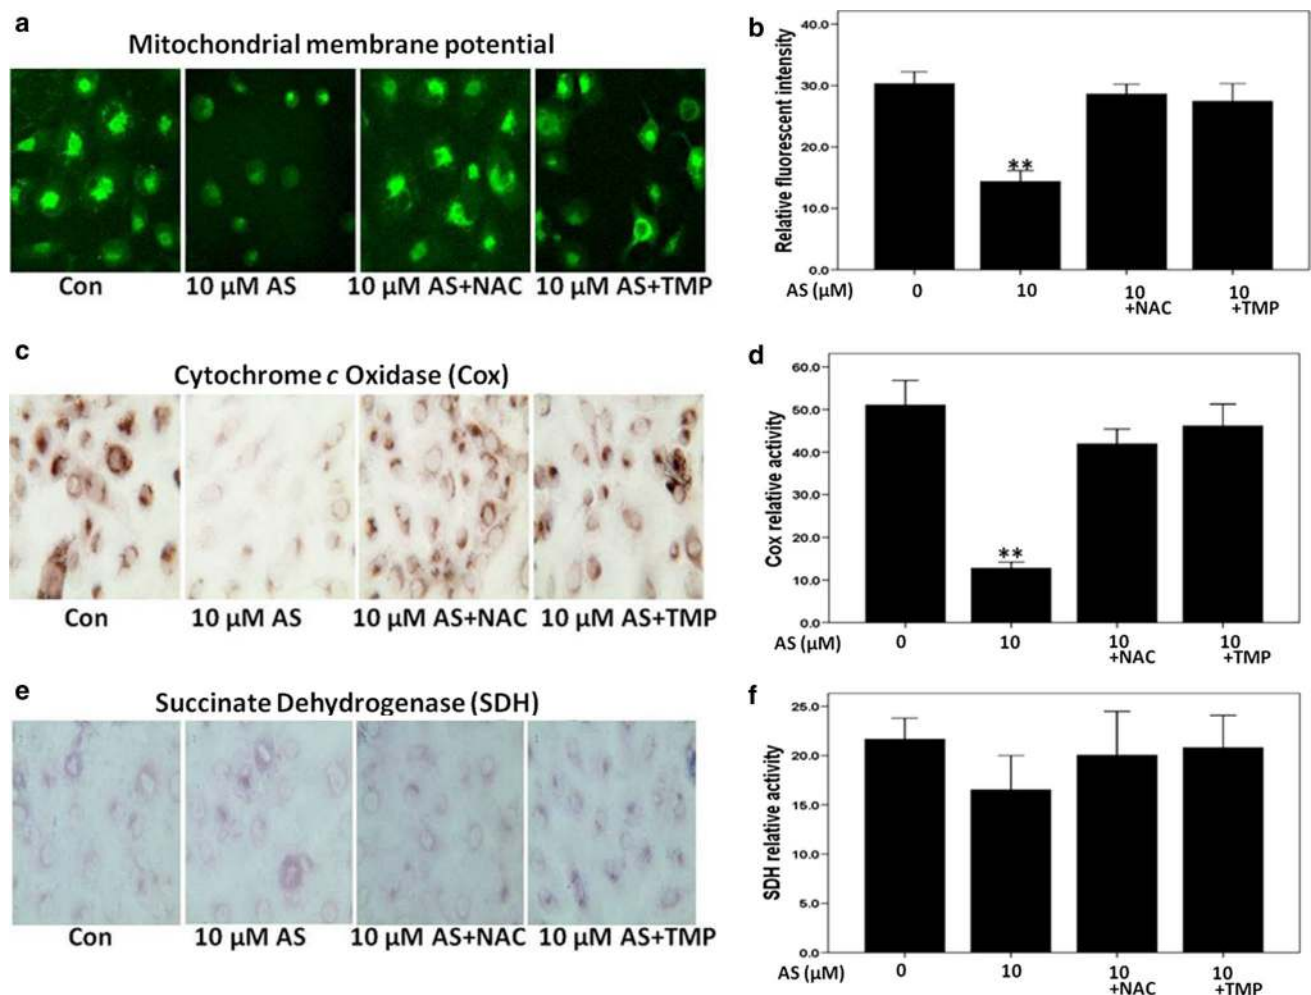 a
Mitochondrial membrane potential
Con
10 μM AS
10 μM AS+NAC
10 μM AS+TMP
b
Relative fluorescent intensity
40.0
30.0
20.0
10.0
0.0
AS (μM)
0
10
10
+NAC
10
+TMP
**
c
Cytochrome c Oxidase (Cox)
Con
10 μM AS
10 μM AS+NAC
10 μM AS+TMP
d
Cox relative activity
60.0
50.0
40.0
30.0
20.0
10.0
0.0
**
AS (μM)
0
10
10
+NAC
10
+TMP
e
Succinate Dehydrogenase (SDH)
Con
10 μM AS
10 μM AS+NAC
10 μM AS+TMP
f
SDH relative activity
25.0
20.0
15.0
10.0
5.0
0.0
AS (μM)
0
10
10
+NAC
10
+TMP